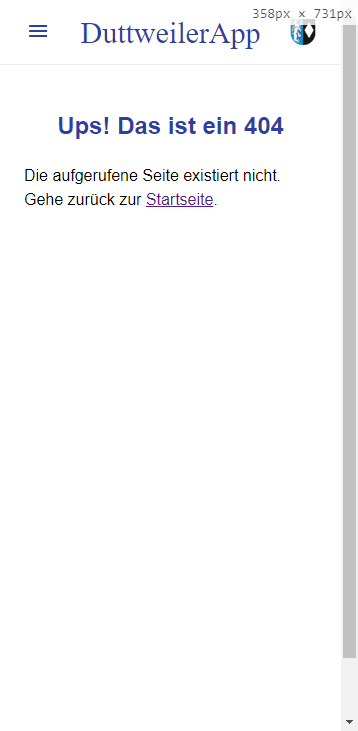 358px × 731px
DuttweilerApp
Ups! Das ist ein 404
Die aufgerufene Seite existiert nicht.
Gehe zurück zur Startseite.